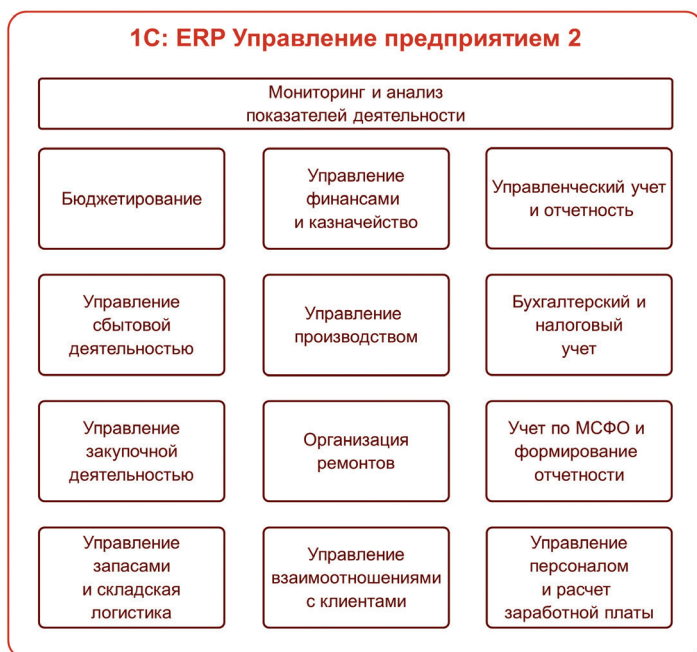 1С: ERP Управление предприятием 2
Мониторинг и анализ
показателей деятельности
Бюджетирование
Управление
финансами
и казначейство
Управленческий учет
и отчетность
Управление
сбытовой
деятельностью
Управление
производством
Бухгалтерский и
налоговый
учет
Управление
закупочной
деятельностью
Организация
ремонтов
Учет по МСФО и
формирование
отчетности
Управление
запасами
и складская
логистика
Управление
взаимоотношениями
с клиентами
Управление
персоналом
и расчет
заработной платы